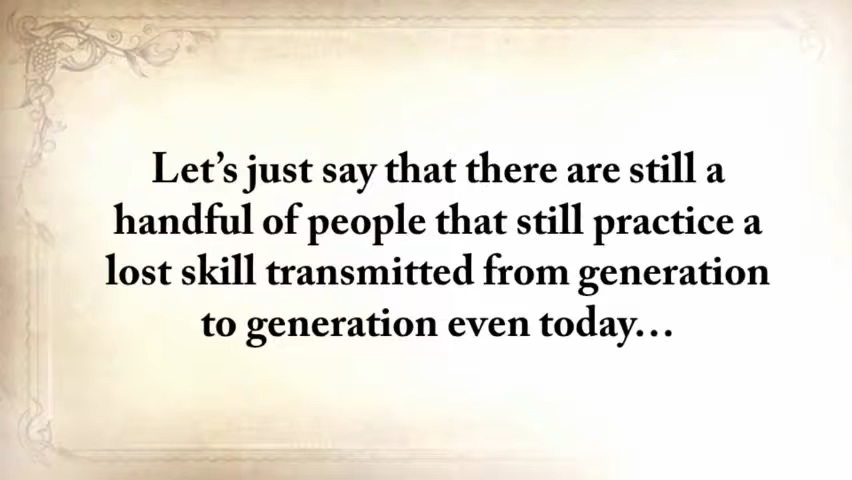 Let’s just say that there are still a
handful of people that still practice a
lost skill transmitted from generation
to generation even today…